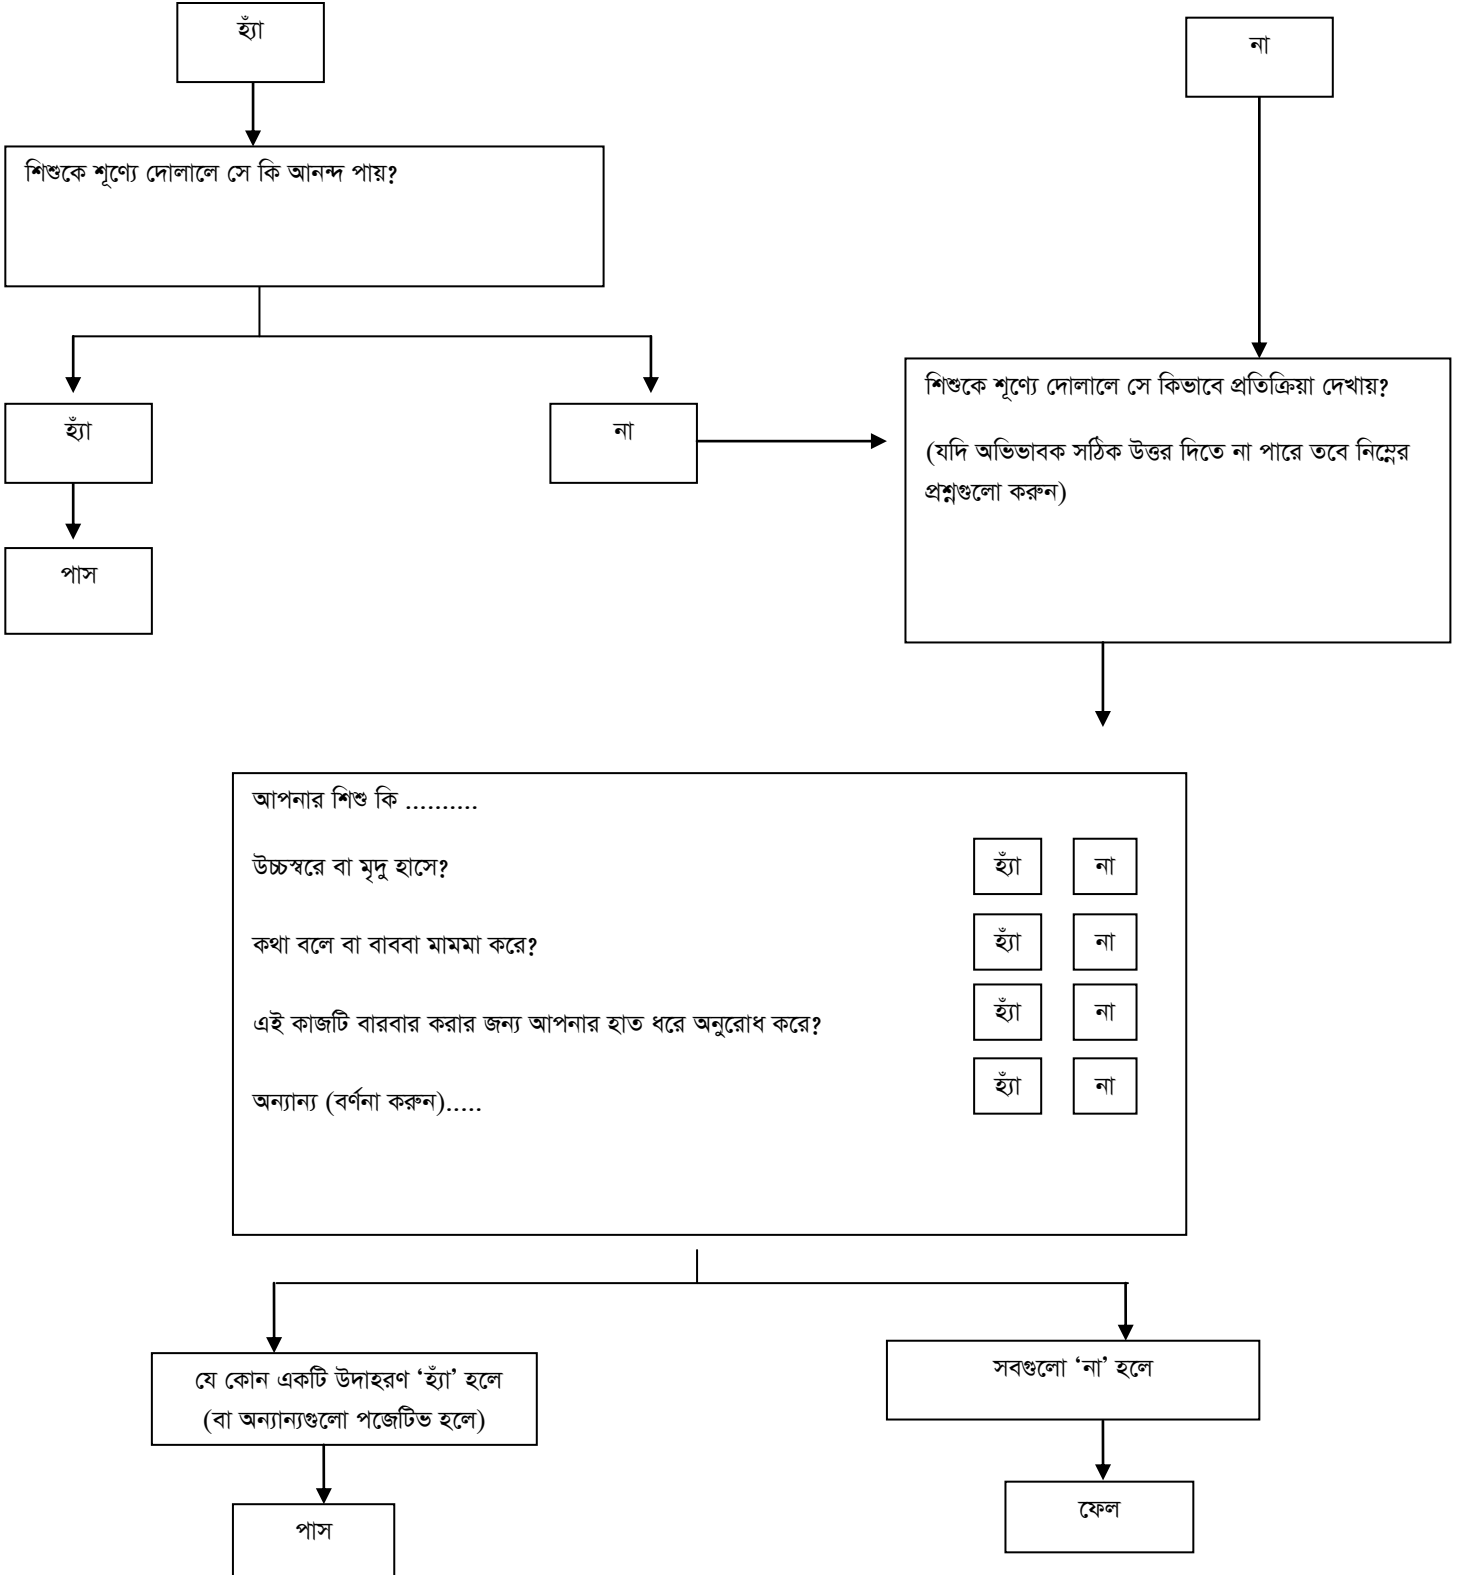 হ্যাঁ
না
শিশুকে শূণ্যে দোলালে সে কি আনন্দ পায়?
হ্যাঁ
না
শিশুকে শূণ্যে দোলালে সে কিভাবে প্রতিক্রিয়া দেখায়?
(যদি অভিভাবক সঠিক উত্তর দিতে না পারে তবে নিম্নের
প্রশ্নগুলো করুন)
পাস
আপনার শিশু কি ..........
উচ্চস্বরে বা মৃদু হাসে? হ্যাঁ না
কথা বলে বা বাববা মামমা করে? হ্যাঁ না
এই কাজটি বারবার করার জন্য আপনার হাত ধরে অনুরোধ করে? হ্যাঁ না
অন্যান্য (বর্ণনা করুন)..... হ্যাঁ না
যে কোন একটি উদাহরণ ‘হ্যাঁ’ হলে
(বা অন্যান্যগুলো পজেটিভ হলে)
সবগুলো ‘না’ হলে
পাস
ফেল